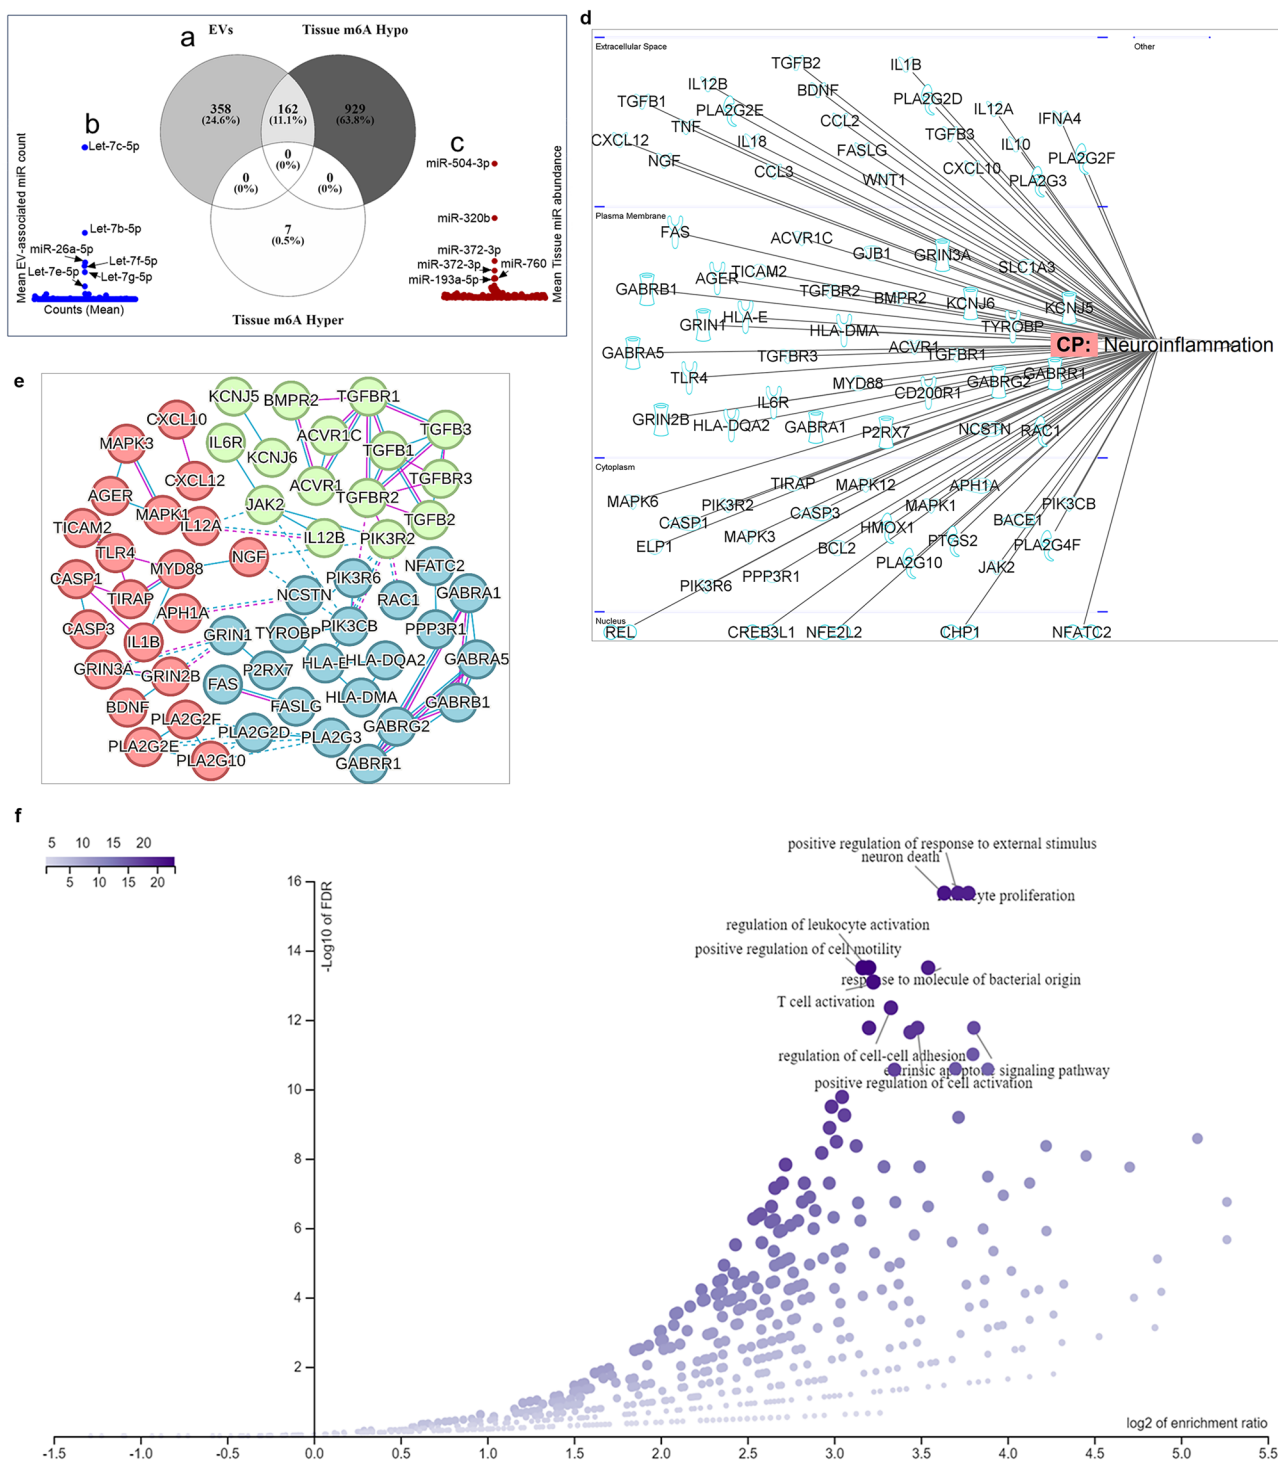 a
EVs
Tissue m6A Hypo
358
(24.6%)
162
(11.1%)
929
(63.8%)
0
(0%)
0
(0%)
0
(0%)
7
(0.5%)
Tissue m6A Hyper
b
Mean EV-associated miR count
Let-7c-5p
Let-7b-5p
miR-26a-5p
Let-7f-5p
Let-7e-5p
Let-7g-5p
Counts (Mean)
c
miR-504-3p
miR-320b
miR-372-3p
miR-372-3p
miR-760
miR-193a-5p
Mean Tissue miR abundance
d
Extracellular Space
Other
TGFB2
IL1B
IL12B
BDNF
PLA2G2D
TGFB1
PLA2G2E
IL12A
CCL2
IFNA4
TNF
TGFB3
CXCL12
IL18
FASLG
IL10
NGF
CCL3
CXCL10
PLA2G2F
WNT1
PLA2G3
Plasma Membrane
FAS
ACVR1C
GJB1
GRIN3A
SLC1A3
AGER
TICAM2
GABRB1
TGFBR2
BMPR2
KCNJ6
KCNJ5
GRIN1
HLA-E
HLA-DMA
TYROBP
GABRA5
TGFBR3
ACVR1
TGFBR1
CP: Neuroinflammation
TLR4
MYD88
CD200R1
GABRG2
GABRR1
IL6R
GRIN2B
HLA-DQA2
GABRA1
P2RX7
NCSTN
RAC1
Cytoplasm
TIRAP
MAPK12
APH1A
MAPK6
PIK3R2
MAPK1
PIK3CB
CASP1
CASP3
HMOX1
BACE1
ELP1
MAPK3
BCL2
PTGS2
PLA2G4F
PLA2G10
JAK2
PIK3R6
PPP3R1
Nucleus
REL
CREB3L1
NFE2L2
CHP1
NFATC2
e
KCNJ5
BMPR2
TGFBR1
CXCL10
TGFB3
MAPK3
IL6R
ACVR1C
TGFB1
KCNJ6
CXCL12
ACVR1
TGFBR3
AGER
TGFBR2
JAK2
MAPK1
IL12A
TGFB2
TICAM2
IL12B
PIK3R2
TLR4
NGF
MYD88
NFATC2
CASP1
PIK3R6
TIRAP
NCSTN
RAC1
GABRA1
APH1A
CASP3
IL1B
GRIN1
TYROBP
PIK3CB
PPP3R1
GRIN3A
GRIN2B
P2RX7
HLA-E
HLA-DQA2
GABRA5
FAS
BDNF
FASLG
HLA-DMA
GABRB1
PLA2G2F
PLA2G2D
PLA2G3
GABRG2
PLA2G2E
PLA2G10
GABRR1
f
5 10 15 20
5 10 15 20
-Log10 of FDR
16
14
12
10
8
6
4
2
positive regulation of response to external stimulus
neuron death
proliferation
regulation of leukocyte activation
positive regulation of cell motility
response to molecule of bacterial origin
T cell activation
regulation of cell-cell adhesion
signaling pathway
positive regulation of cell activation
log2 of enrichment ratio
-1.5 -1.0 -0.5 0.0 0.5 1.0 1.5 2.0 2.5 3.0 3.5 4.0 4.5 5.0 5.5